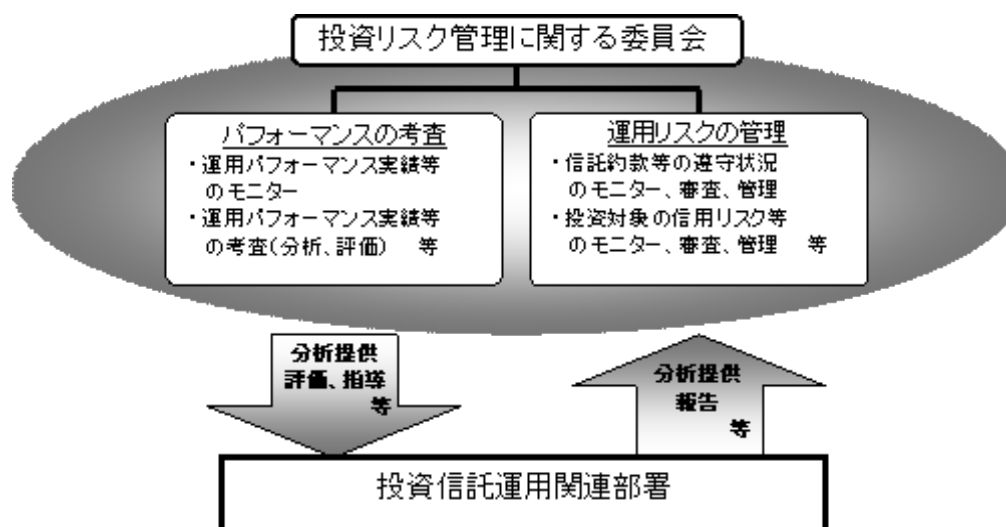 投資リスク管理に関する委員会
パフォーマンスの考査
・運用パフォーマンス実績等
のモニター
・運用パフォーマンス実績等
の考査(分析、評価) 等
運用リスクの管理
・信託約款等の遵守状況
のモニター、審査、管理
・投資対象の信用リスク等
のモニター、審査、管理 等
分析提供
評価、指導
等
分析提供
報告
等
投資信託運用関連部署